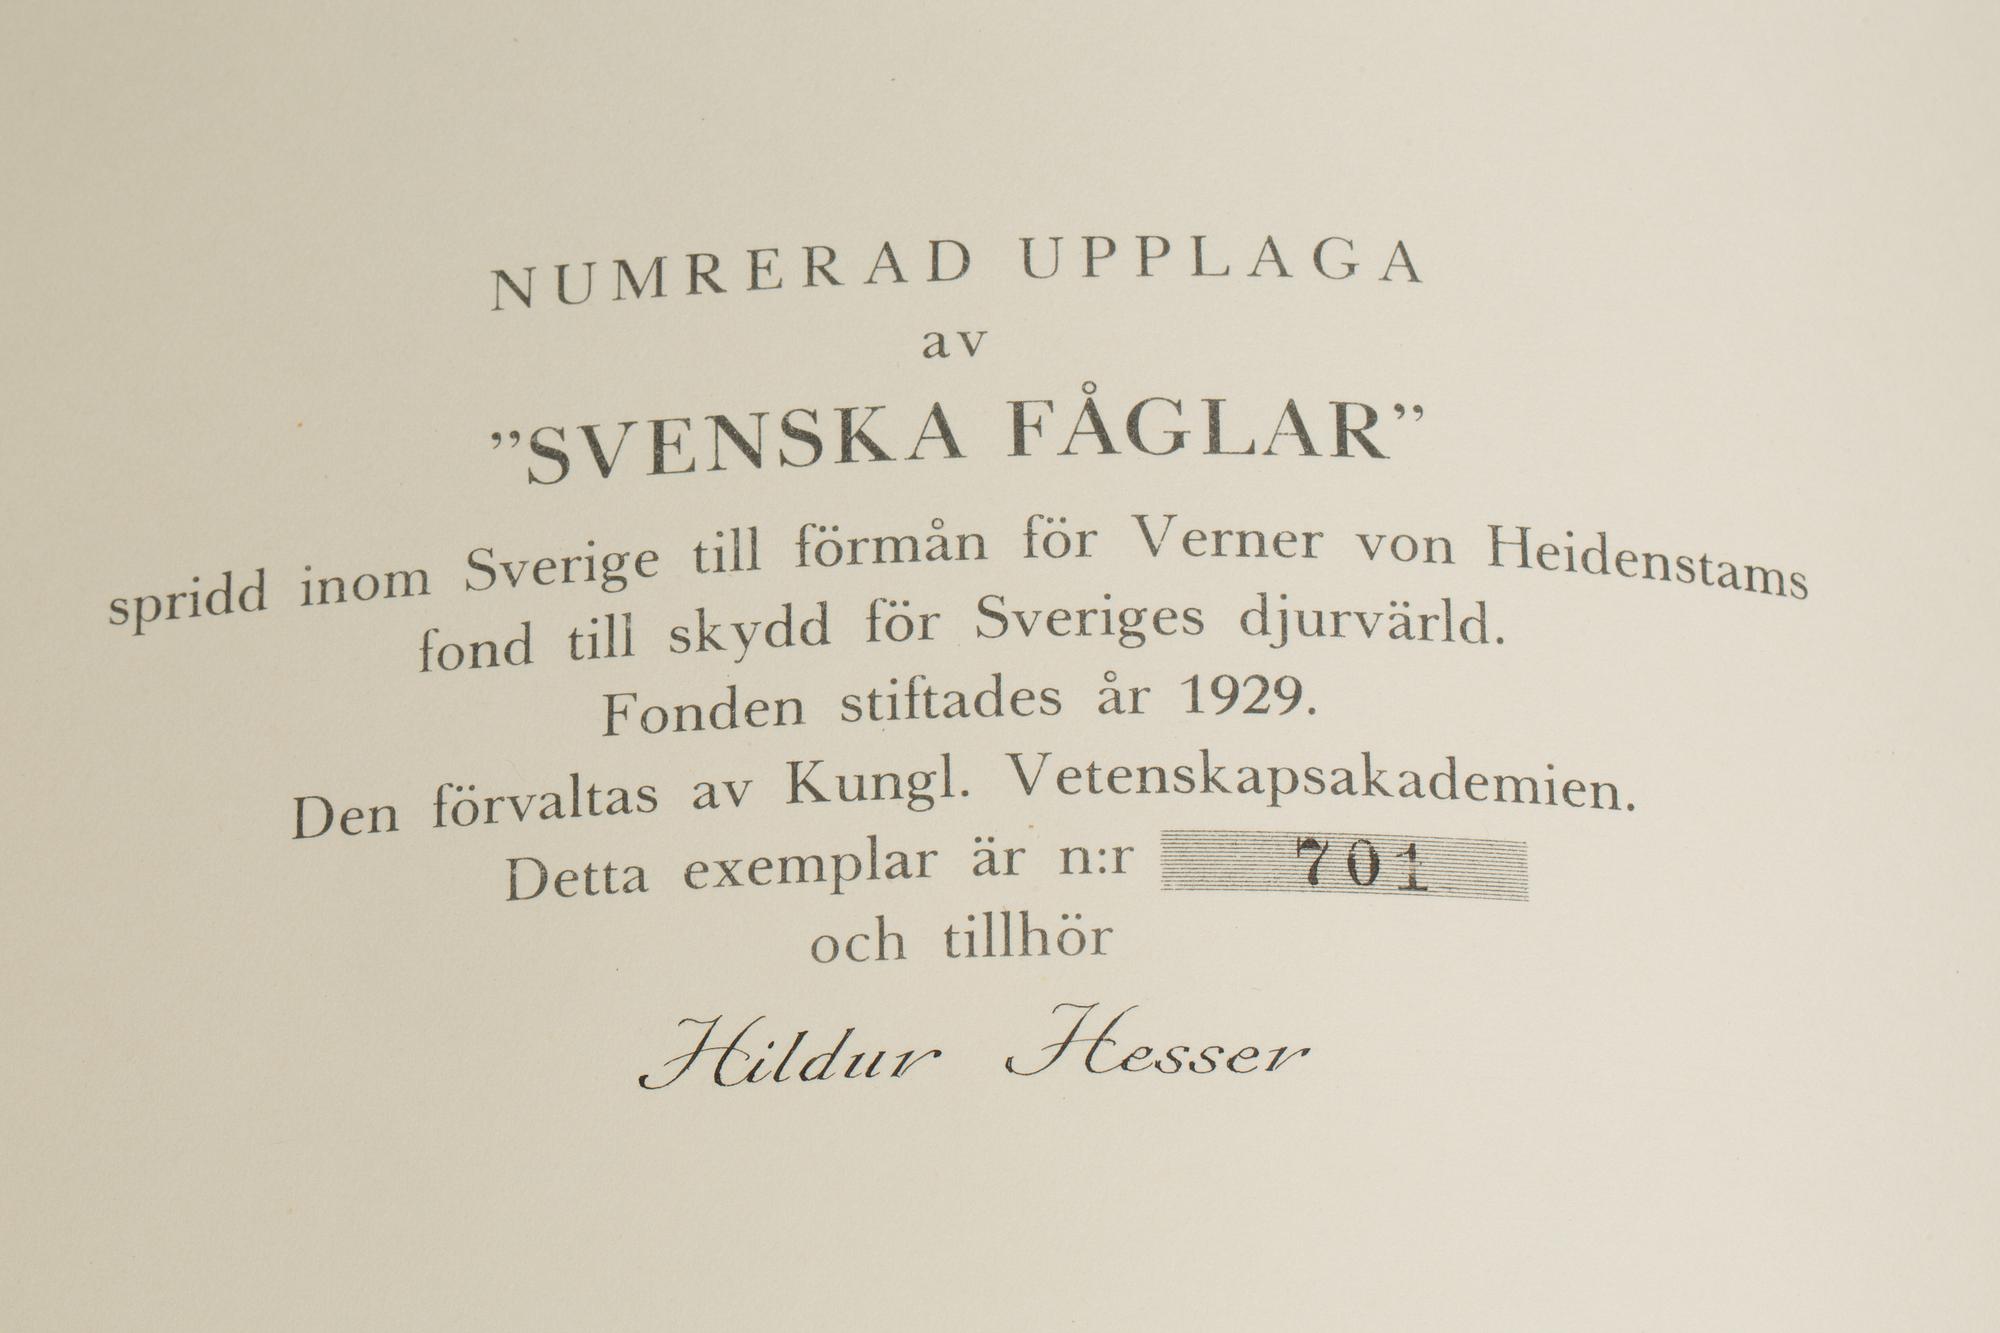 NUMRERAD UPPLAGA
av
”SVENSKA FÅGLAR”
spridd inom Sverige till förmån för Verner von Heidenstams
fond till skydd för Sveriges djurvärld.
Fonden stiftades år 1929.
Den förvaltas av Kungl. Vetenskapsakademien.
Detta exemplar är n:r 701
och tillhör
Hildur Hesser